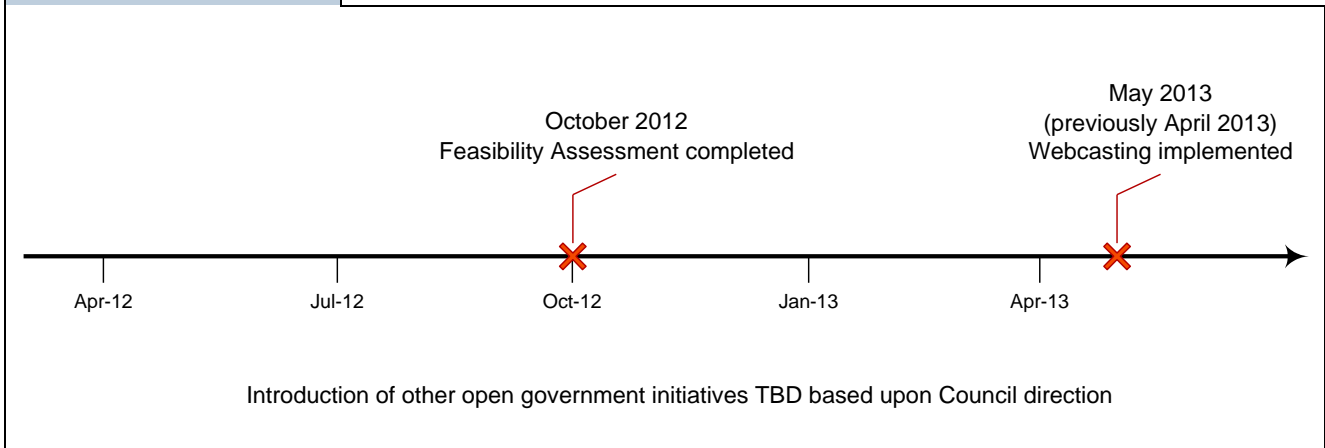 October 2012
Feasibility Assessment completed
May 2013
(previously April 2013)
Webcasting implemented
Apr-12
Jul-12
Oct-12
Jan-13
Apr-13
Introduction of other open government initiatives TBD based upon Council direction